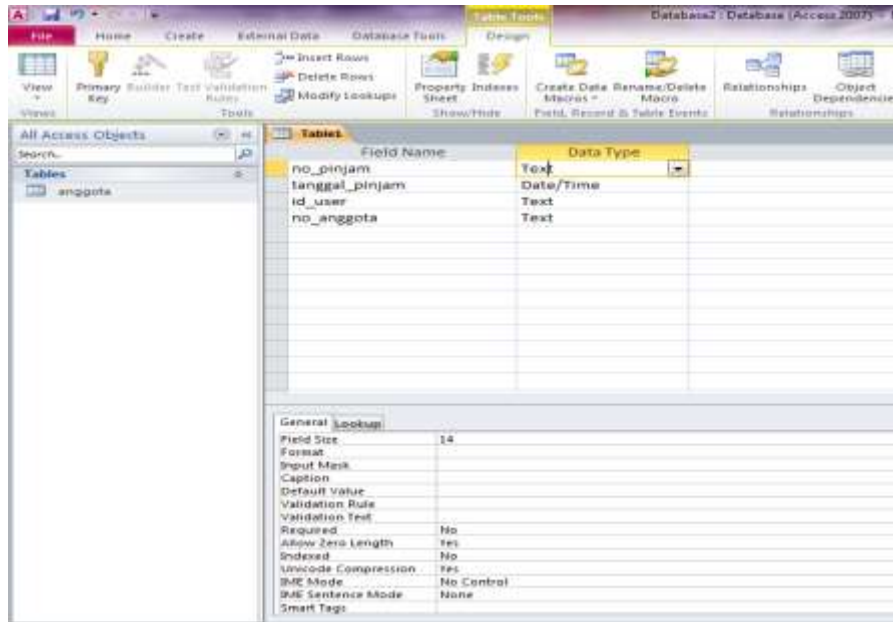 Table Tools
Database2 : Database (Access 2007)
File Home Create External Data Database Tools Design
View
Primary Key
Builder
Test Validation Rules
Insert Rows
Delete Rows
Modify Lookups
Property Sheet
Indexes
Create Data Macros
Rename/Delete Macro
Relationships
Object Dependencie
Views
Tools
Show/Hide
Field, Record & Table Events
Relationships
All Access Objects
Search...
Tables
anggota
Table1
Field Name Data Type
no_pinjam Text
tanggal_pinjam Date/Time
id_user Text
no_anggota Text
General Lookup
Field Size 14
Format
Input Mask
Caption
Default Value
Validation Rule
Validation Text
Required No
Allow Zero Length Yes
Indexed No
Unicode Compression Yes
IME Mode No Control
IME Sentence Mode None
Smart Tags